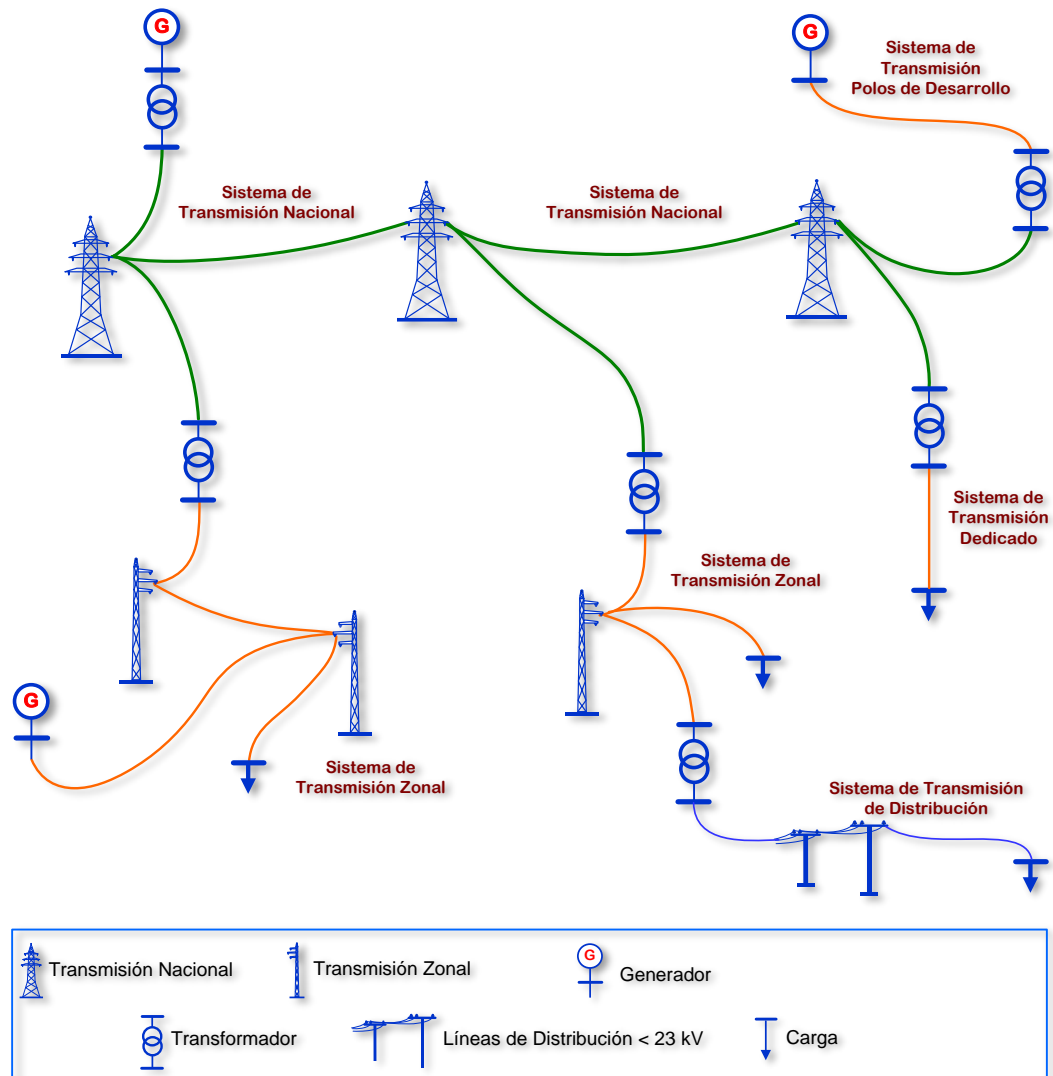 G
G
Sistema de
Transmisión
Polos de Desarrollo
Sistema de
Transmisión Nacional
Sistema de
Transmisión Nacional
Sistema de
Transmisión
Dedicado
Sistema de
Transmisión Zonal
G
Sistema de
Transmisión Zonal
Sistema de Transmisión
de Distribución
Transmisión Nacional
Transmisión Zonal
G
Generador
Transformador
Líneas de Distribución < 23 kV
Carga